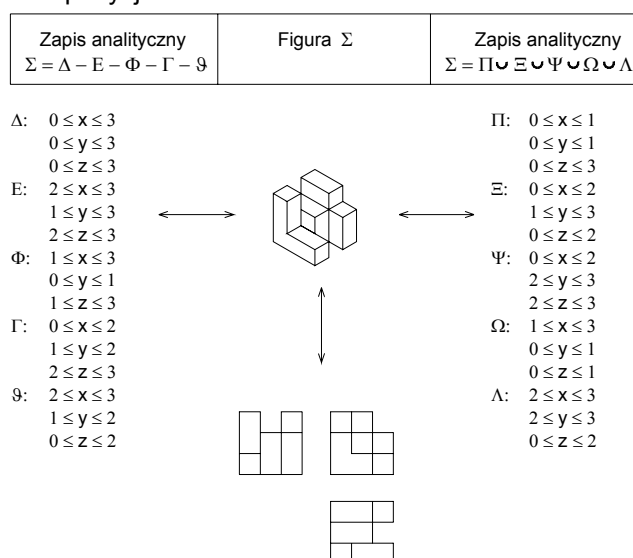 Zapis analityczny
Σ = Δ − E − Φ − Γ − ϑ
Figura Σ
Zapis analityczny
Σ = Π ∪ Ξ ∪ Ψ ∪ Ω ∪ Λ
Δ: 0 ≤ x ≤ 3
0 ≤ y ≤ 3
0 ≤ z ≤ 3
E: 2 ≤ x ≤ 3
1 ≤ y ≤ 3
2 ≤ z ≤ 3
Φ: 1 ≤ x ≤ 3
0 ≤ y ≤ 1
1 ≤ z ≤ 3
Γ: 0 ≤ x ≤ 2
1 ≤ y ≤ 2
2 ≤ z ≤ 3
ϑ: 2 ≤ x ≤ 3
1 ≤ y ≤ 2
0 ≤ z ≤ 2
Π: 0 ≤ x ≤ 1
0 ≤ y ≤ 1
0 ≤ z ≤ 3
Ξ: 0 ≤ x ≤ 2
1 ≤ y ≤ 3
0 ≤ z ≤ 2
Ψ: 0 ≤ x ≤ 2
2 ≤ y ≤ 3
2 ≤ z ≤ 3
Ω: 1 ≤ x ≤ 3
0 ≤ y ≤ 1
0 ≤ z ≤ 1
Λ: 2 ≤ x ≤ 3
2 ≤ y ≤ 3
0 ≤ z ≤ 2